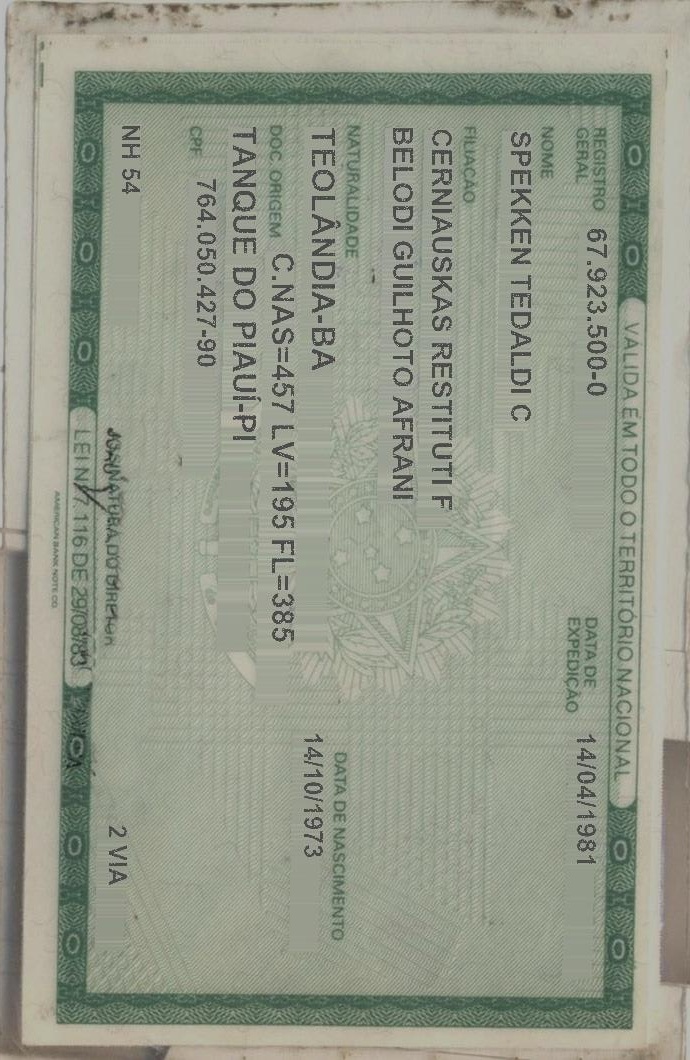 VÁLIDA EM TODO O TERRITÓRIO NACIONAL
REGISTRO GERAL 67.923.500-0 DATA DE EXPEDIÇÃO 14/04/1981
NOME
SPEKKEN TEDALDI C
FILIAÇÃO
CERNIAUSKAS RESTITUTI F
BELODI GUILHOTO AFRANI
NATURALIDADE DATA DE NASCIMENTO
TEOLÂNDIA-BA 14/10/1973
DOC ORIGEM C.NAS=457 LV=195 FL=385
TANQUE DO PIAUÍ-PI
CPF 764.050.427-90
NH 54 2 VIA
ASSINATURA DO DIRETOR
LEI Nº 7.116 DE 29/08/83
AMERICAN BANK NOTE CO.